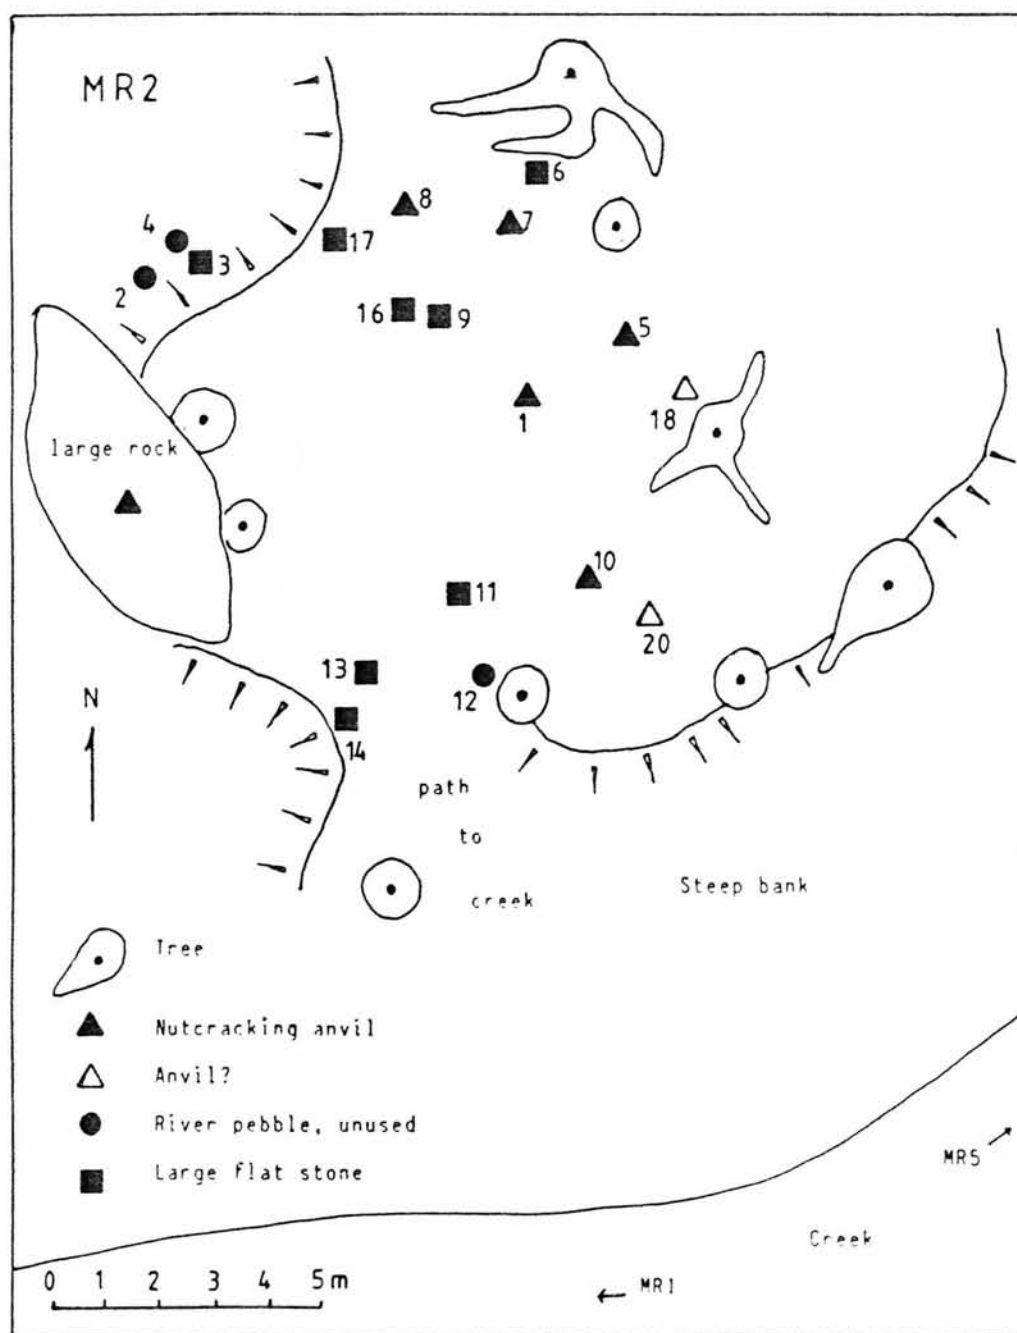 MR2
6
8
7
4
17
3
2
16
9
5
1
18
large rock
10
11
20
13
12
N
14
path
to
creek
Steep bank
Tree
Nutcracking anvil
Anvil?
River pebble, unused
Large flat stone
MR5
Creek
0 1 2 3 4 5m
MR1